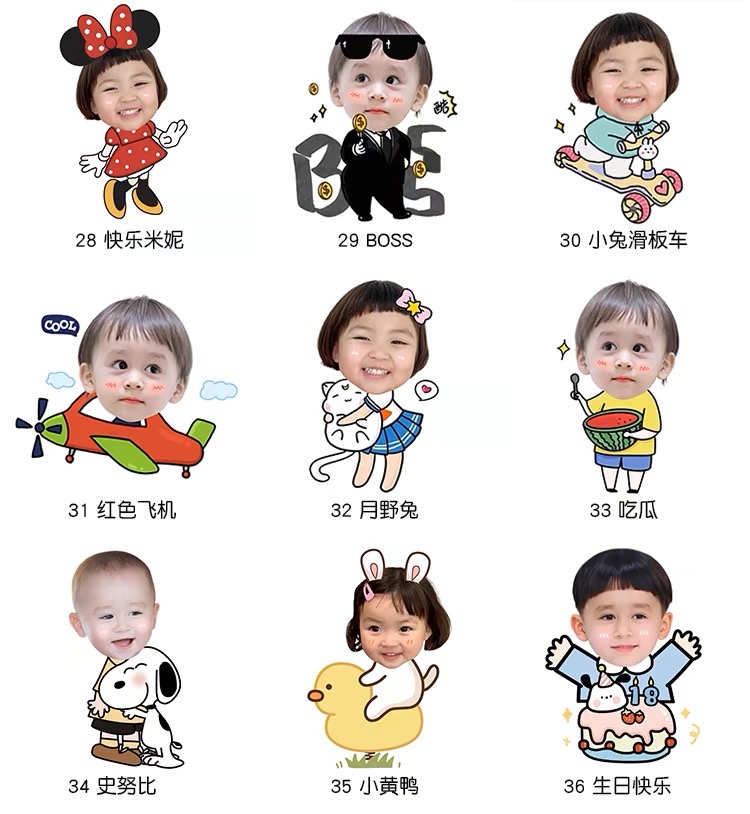 酷
BOSS
28 快乐米妮
29 BOSS
30 小兔滑板车
COOL
31 红色飞机
32 月野兔
33 吃瓜
18
34 史努比
35 小黄鸭
36 生日快乐